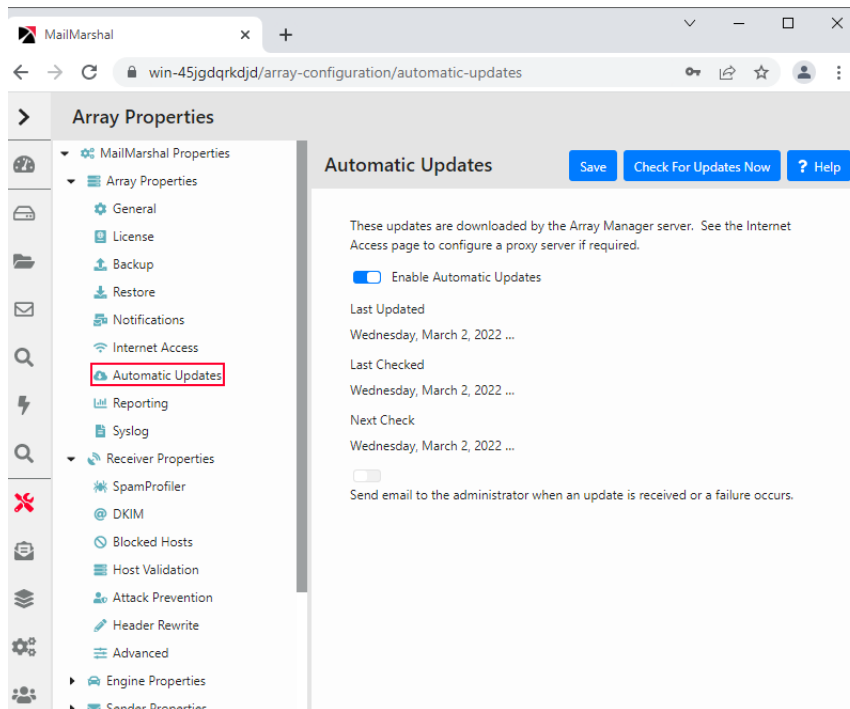 MailMarshal
win-45jgdqrkdjd/array-configuration/automatic-updates
Array Properties
MailMarshal Properties
Array Properties
General
License
Backup
Restore
Notifications
Internet Access
Automatic Updates
Reporting
Syslog
Receiver Properties
SpamProfiler
DKIM
Blocked Hosts
Host Validation
Attack Prevention
Header Rewrite
Advanced
Engine Properties
Sender Properties
Automatic Updates
Save
Check For Updates Now
? Help
These updates are downloaded by the Array Manager server. See the Internet
Access page to configure a proxy server if required.
Enable Automatic Updates
Last Updated
Wednesday, March 2, 2022 ...
Last Checked
Wednesday, March 2, 2022 ...
Next Check
Wednesday, March 2, 2022 ...
Send email to the administrator when an update is received or a failure occurs.